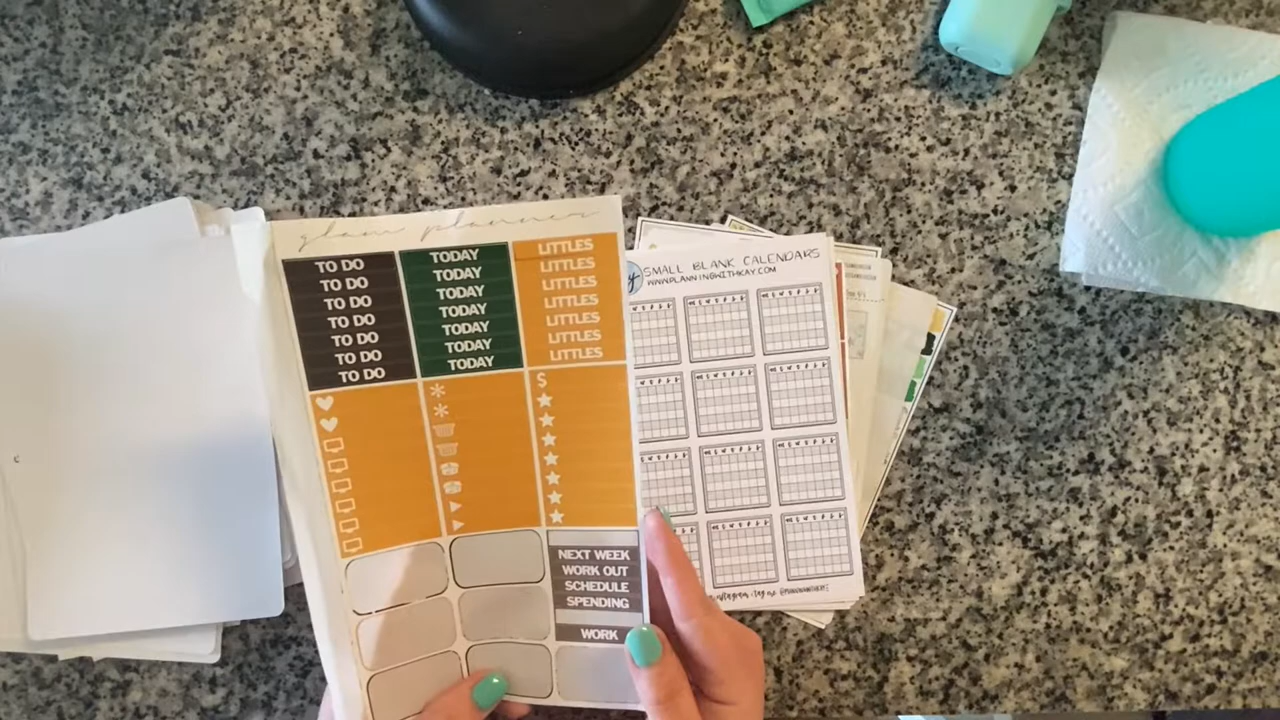 glam planner
TO DO TODAY LITTLES
TO DO TODAY LITTLES
TO DO TODAY LITTLES
TO DO TODAY LITTLES
TO DO TODAY LITTLES
TO DO TODAY LITTLES
TO DO TODAY LITTLES
$
NEXT WEEK
WORK OUT
SCHEDULE
SPENDING
WORK
SMALL BLANK CALENDARS
WWW.PLANNINGWITHKAY.COM